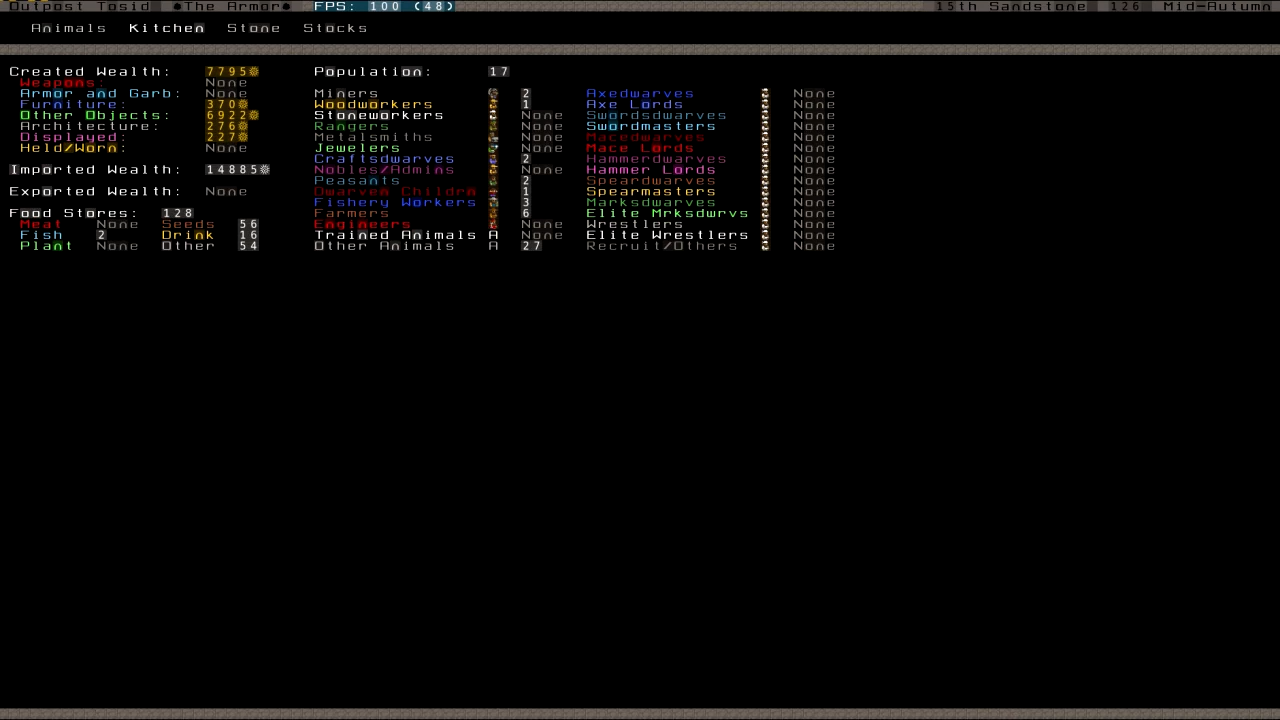 Outpost Tosid "The Armor" FPS: 100 (48) 15th Sandstone 126 Mid-Autumn
Animals Kitchen Stone Stocks
Created Wealth: 7795☼ Population: 17
Weapons: None
Armor and Garb: None Miners 2 Axedwarves None
Furniture: 370☼ Woodworkers 1 Axe Lords None
Other Objects: 6922☼ Stoneworkers None Swordsdwarves None
Architecture: 276☼ Rangers None Swordmasters None
Displayed: 227☼ Metalsmiths None Macedwarves None
Held/Worn: None Jewelers None Mace Lords None
Craftsdwarves 2 Hammerdwarves None
Imported Wealth: 14885☼ Nobles/Admins None Hammer Lords None
Peasants 2 Speardwarves None
Exported Wealth: None Dwarven Childrn 1 Spearmasters None
Fishery Workers 3 Marksdwarves None
Food Stores: 128 Farmers 6 Elite Mrksdwrvs None
Meat None Seeds 56 Engineers None Wrestlers None
Fish 2 Drink 16 Trained Animals A None Elite Wrestlers None
Plant None Other 54 Other Animals A 27 Recruit/Others None